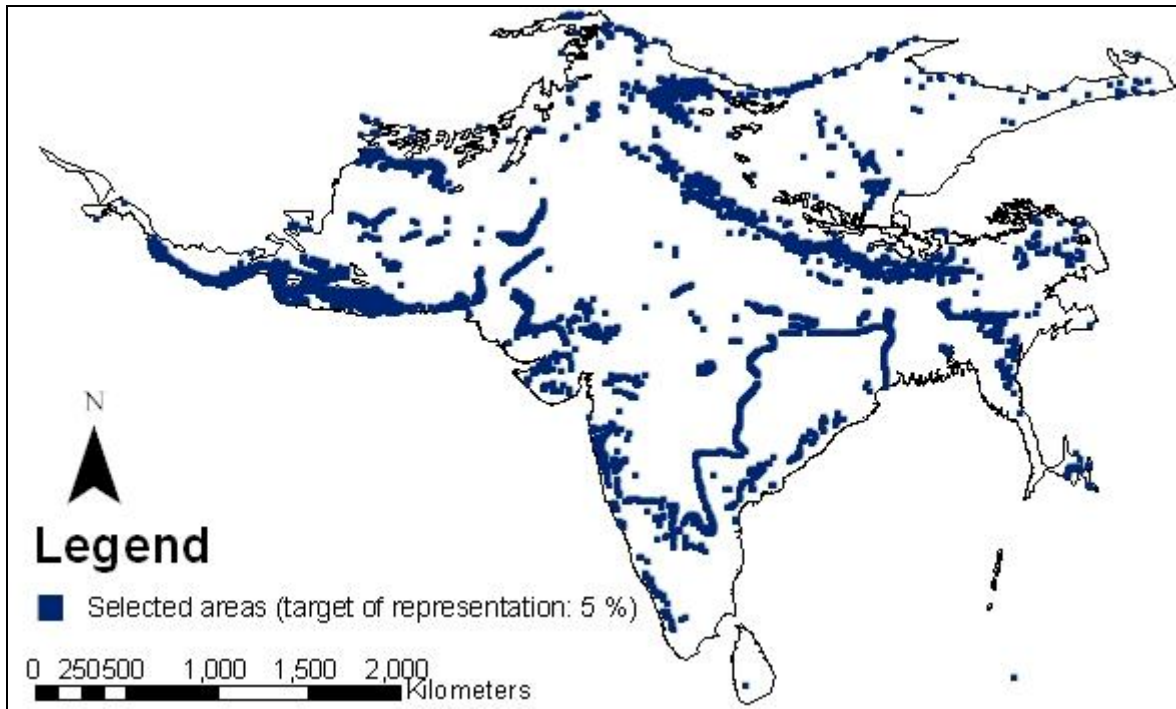 N
Legend
Selected areas (target of representation: 5 %)
0 250500 1,000 1,500 2,000
Kilometers